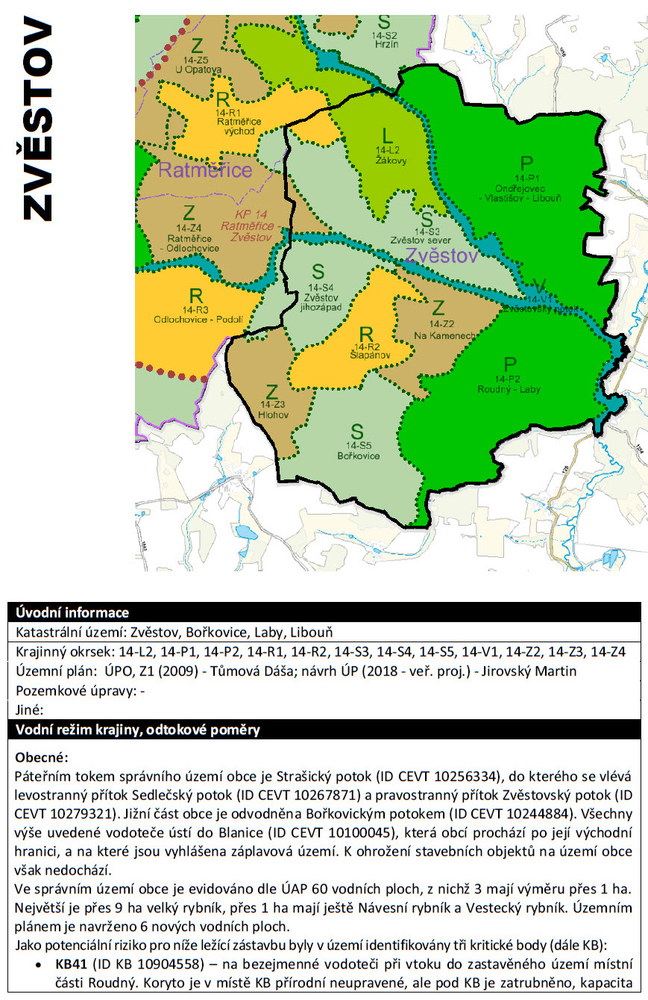 ZVĚSTOV
S
14-S2
Hrzín
Z
14-Z5
U Opatova
R
14-R1
Ratměřice
východ
L
14-L2
Žákovy
P
14-P1
Ondřejovec
- Vlastišov - Libouň
Ratměřice
Z
14-Z4
Ratměřice
- Odlochovice
KP 14
Ratměřice -
Zvěstov
S
14-S3
Zvěstov sever
Zvěstov
S
14-S4
Zvěstov
jihozápad
V
14-V1
Zvěstovský potok
R
14-R3
Odlochovice - Podolí
Z
14-Z2
Na Kamenech
R
14-R2
Šlapánov
P
14-P2
Roudný - Laby
Z
14-Z3
Hlohov
S
14-S5
Bořkovice
Úvodní informace
Katastrální území: Zvěstov, Bořkovice, Laby, Libouň
Krajinný okrsek: 14-L2, 14-P1, 14-P2, 14-R1, 14-R2, 14-S3, 14-S4, 14-S5, 14-V1, 14-Z2, 14-Z3, 14-Z4
Územní plán: ÚPO, Z1 (2009) - Tůmová Dáša; návrh ÚP (2018 - veř. proj.) - Jirovský Martin
Pozemkové úpravy: -
Jiné:
Vodní režim krajiny, odtokové poměry
Obecné:
Páteřním tokem správního území obce je Strašický potok (ID CEVT 10256334), do kterého se vlévá
levostranný přítok Sedlečský potok (ID CEVT 10267871) a pravostranný přítok Zvěstovský potok (ID
CEVT 10279321). Jižní část obce je odvodněna Bořkovickým potokem (ID CEVT 10244884). Všechny
výše uvedené vodoteče ústí do Blanice (ID CEVT 10100045), která obcí prochází po její východní
hranici, a na které jsou vyhlášena záplavová území. K ohrožení stavebních objektů na území obce
však nedochází.
Ve správním území obce je evidováno dle ÚAP 60 vodních ploch, z nichž 3 mají výměru přes 1 ha.
Největší je přes 9 ha velký rybník, přes 1 ha mají ještě Návesní rybník a Vestecký rybník. Územním
plánem je navrženo 6 nových vodních ploch.
Jako potenciální riziko pro níže ležící zástavbu byly v území identifikovány tři kritické body (dále KB):
• KB41 (ID KB 10904558) – na bezejmenné vodoteči při vtoku do zastavěného území místní
části Roudný. Koryto je v místě KB přírodní neupravené, ale pod KB je zatrubněno, kapacita